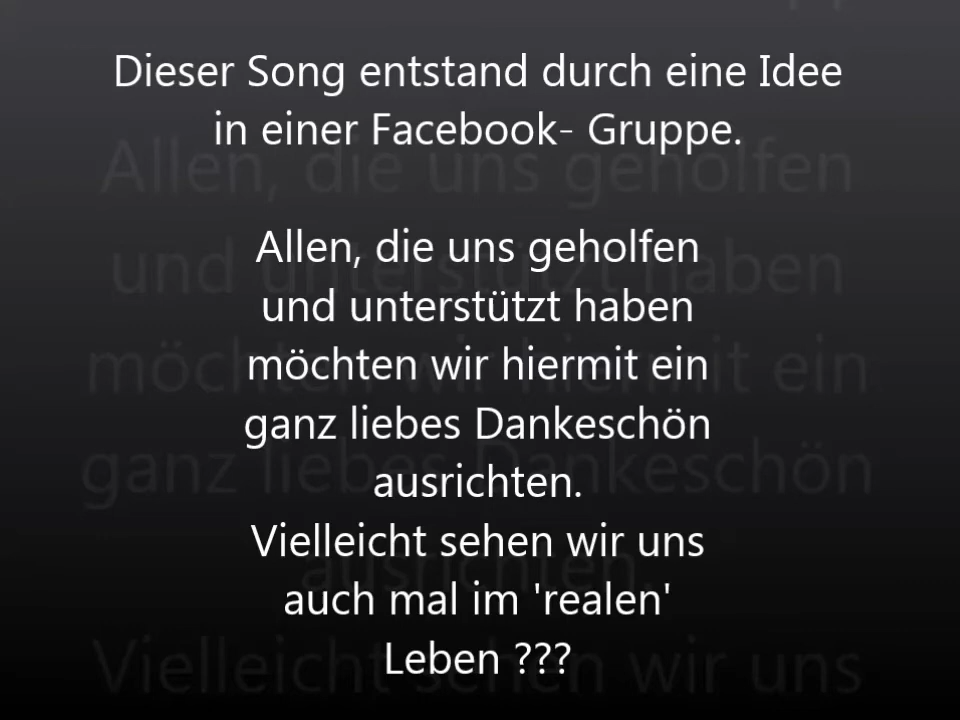 Dieser Song entstand durch eine Idee
in einer Facebook- Gruppe.
Allen, die uns geholfen
und unterstützt haben
möchten wir hiermit ein
ganz liebes Dankeschön
ausrichten.
Vielleicht sehen wir uns
auch mal im 'realen'
Leben ???